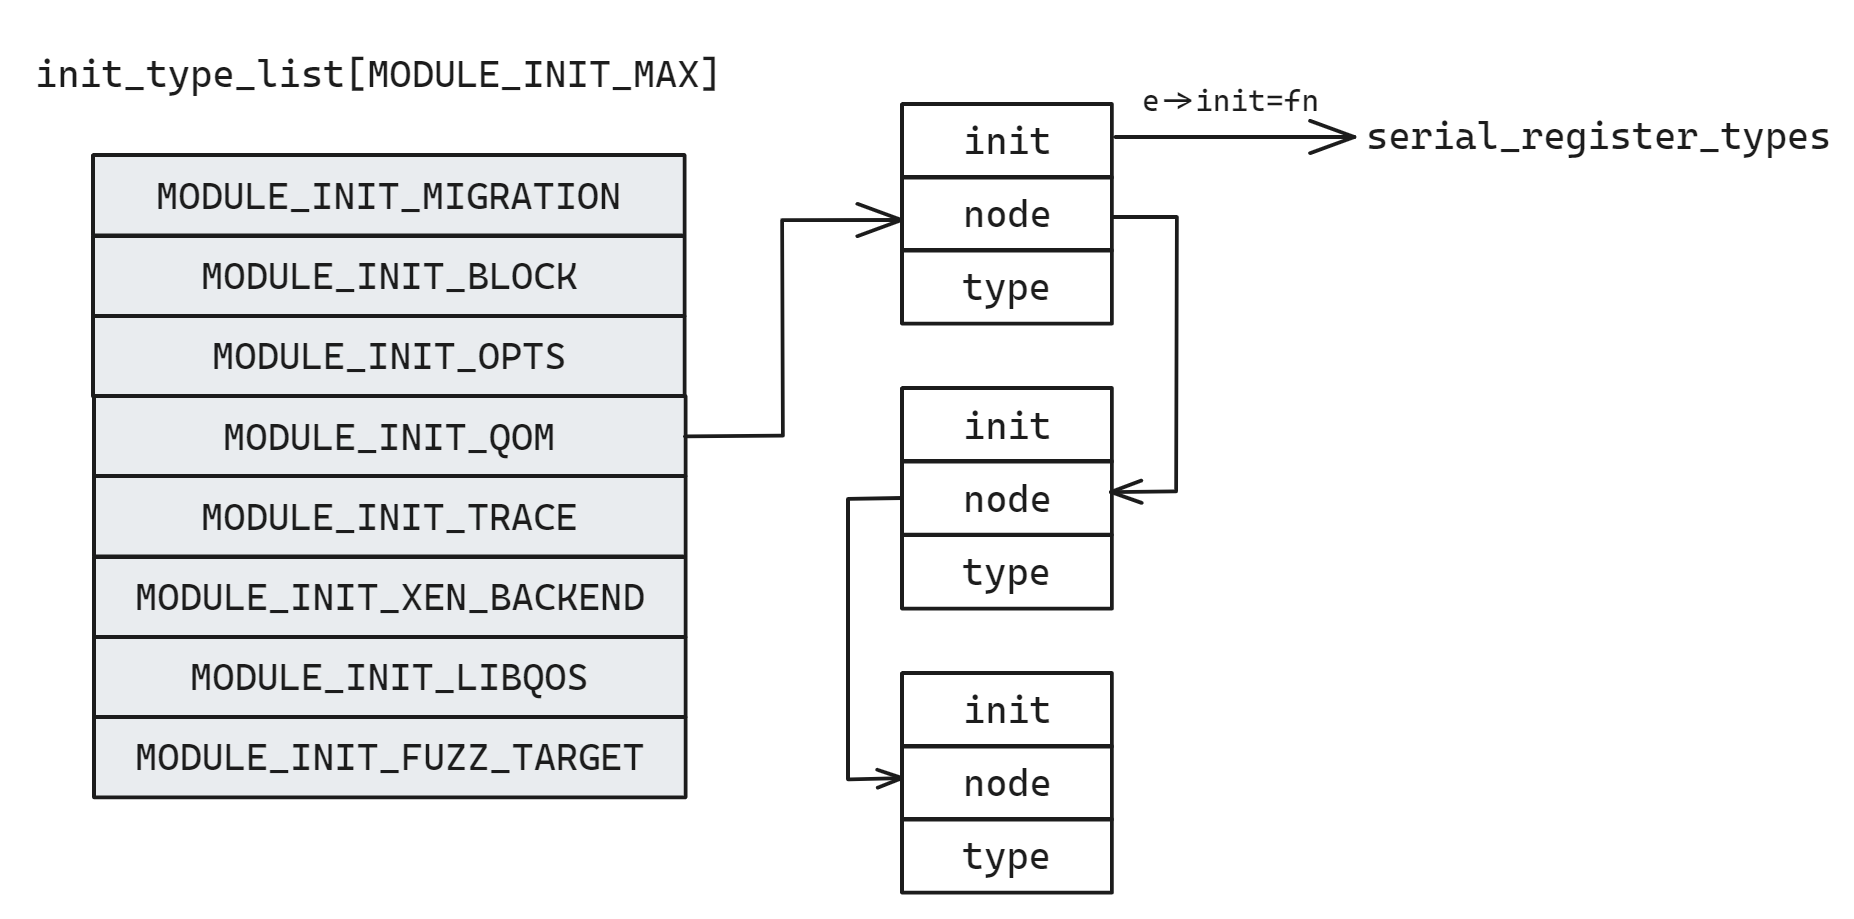 init_type_list[MODULE_INIT_MAX]
MODULE_INIT_MIGRATION
MODULE_INIT_BLOCK
MODULE_INIT_OPTS
MODULE_INIT_QOM
MODULE_INIT_TRACE
MODULE_INIT_XEN_BACKEND
MODULE_INIT_LIBQOS
MODULE_INIT_FUZZ_TARGET
init
node
type
e->init=fn
serial_register_types
init
node
type
init
node
type